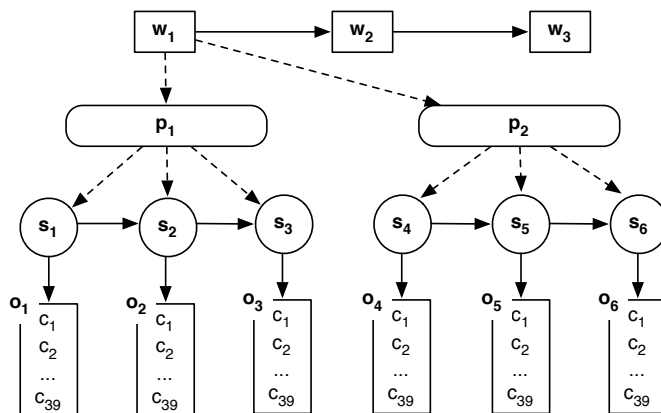 w1 w2 w3
p1 p2
s1 s2 s3 s4 s5 s6
o1 o2 o3 o4 o5 o6
c1 c1 c1 c1 c1 c1
c2 c2 c2 c2 c2 c2
... ... ... ... ... ...
c39 c39 c39 c39 c39 c39